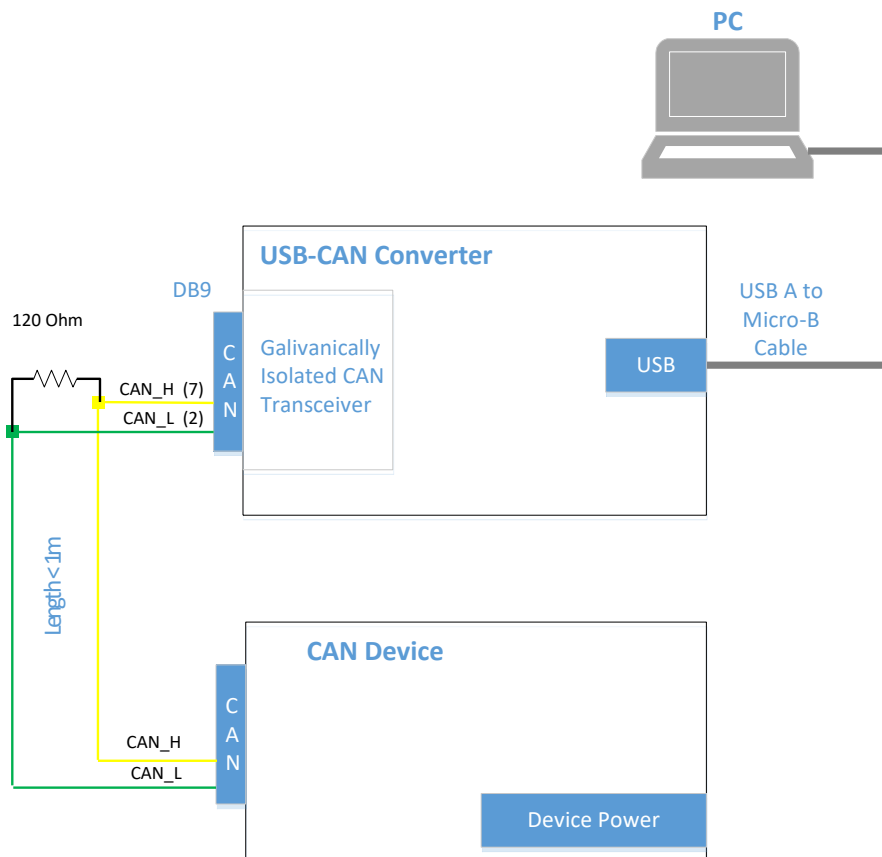 PC
USB-CAN Converter
DB9
USB A to
Micro-B
Cable
120 Ohm
C
A
N
Galivanically
Isolated CAN
Transceiver
USB
CAN_H (7)
CAN_L (2)
Length < 1m
CAN Device
C
A
N
CAN_H
CAN_L
Device Power